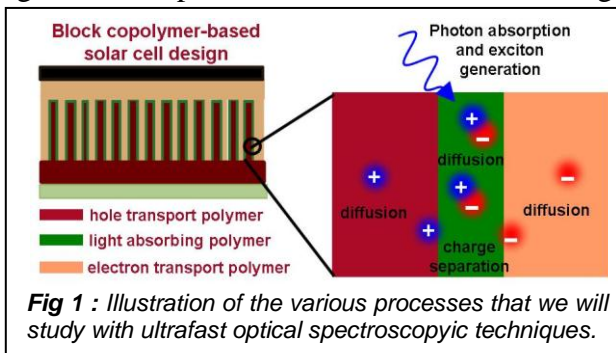 Block copolymer-based
solar cell design
hole transport polymer
light absorbing polymer
electron transport polymer
Photon absorption
and exciton
generation
+
−
diffusion
+
+
−
−
diffusion
diffusion
+
−
charge
separation
Fig 1 : Illustration of the various processes that we will
study with ultrafast optical spectroscopyic techniques.